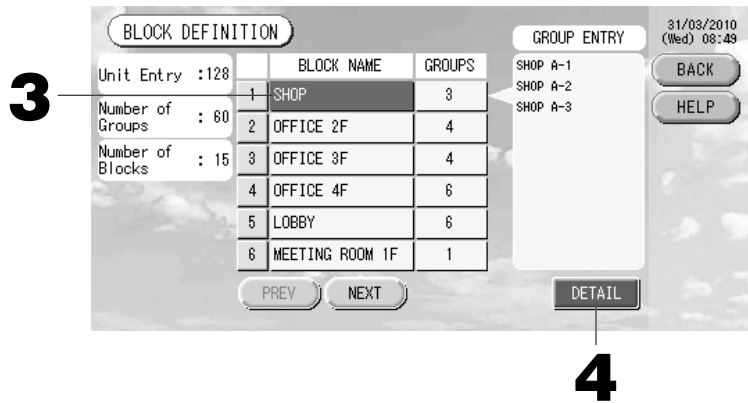 BLOCK DEFINITION
31/03/2010
(Wed) 08:49
Unit Entry :128
Number of Groups : 60
Number of Blocks : 15
BLOCK NAME GROUPS
1 SHOP 3
2 OFFICE 2F 4
3 OFFICE 3F 4
4 OFFICE 4F 6
5 LOBBY 6
6 MEETING ROOM 1F 1
PREV NEXT
GROUP ENTRY
SHOP A-1
SHOP A-2
SHOP A-3
DETAIL
BACK
HELP
3
4